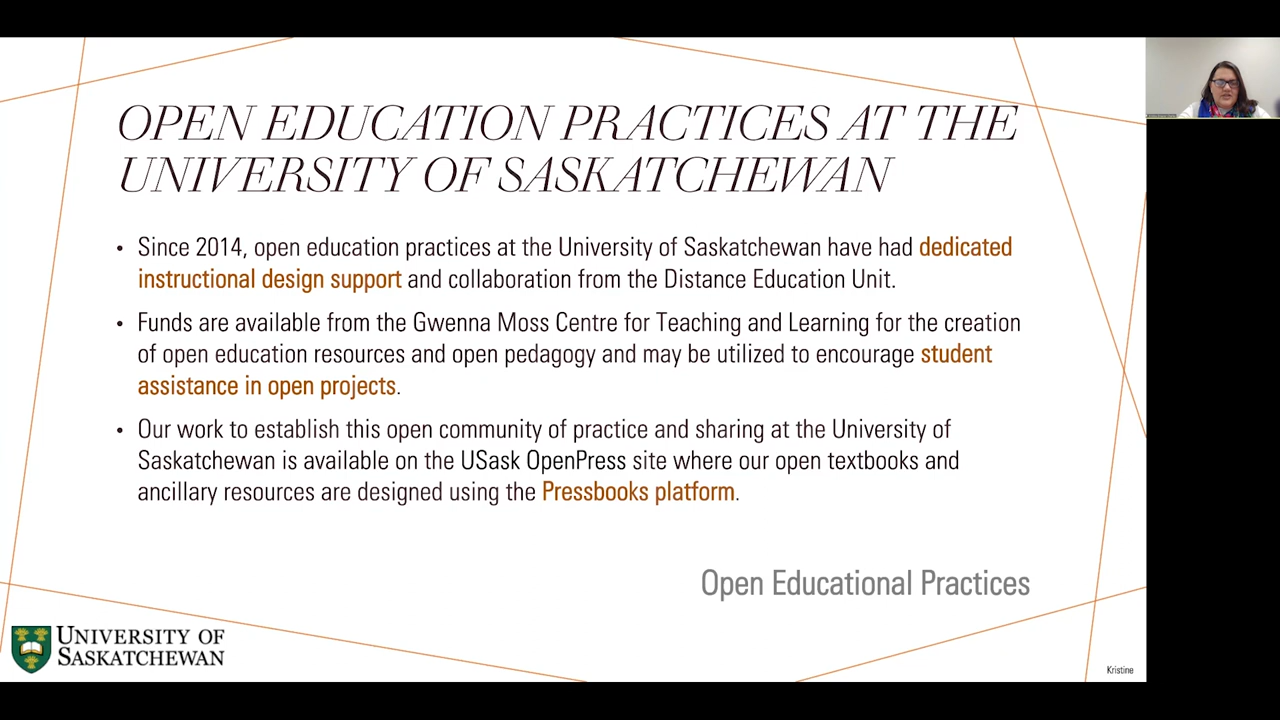 OPEN EDUCATION PRACTICES AT THE
UNIVERSITY OF SASKATCHEWAN
• Since 2014, open education practices at the University of Saskatchewan have had dedicated
instructional design support and collaboration from the Distance Education Unit.
• Funds are available from the Gwenna Moss Centre for Teaching and Learning for the creation
of open education resources and open pedagogy and may be utilized to encourage student
assistance in open projects.
• Our work to establish this open community of practice and sharing at the University of
Saskatchewan is available on the USask OpenPress site where our open textbooks and
ancillary resources are designed using the Pressbooks platform.
Open Educational Practices
UNIVERSITY OF
SASKATCHEWAN
Kristine